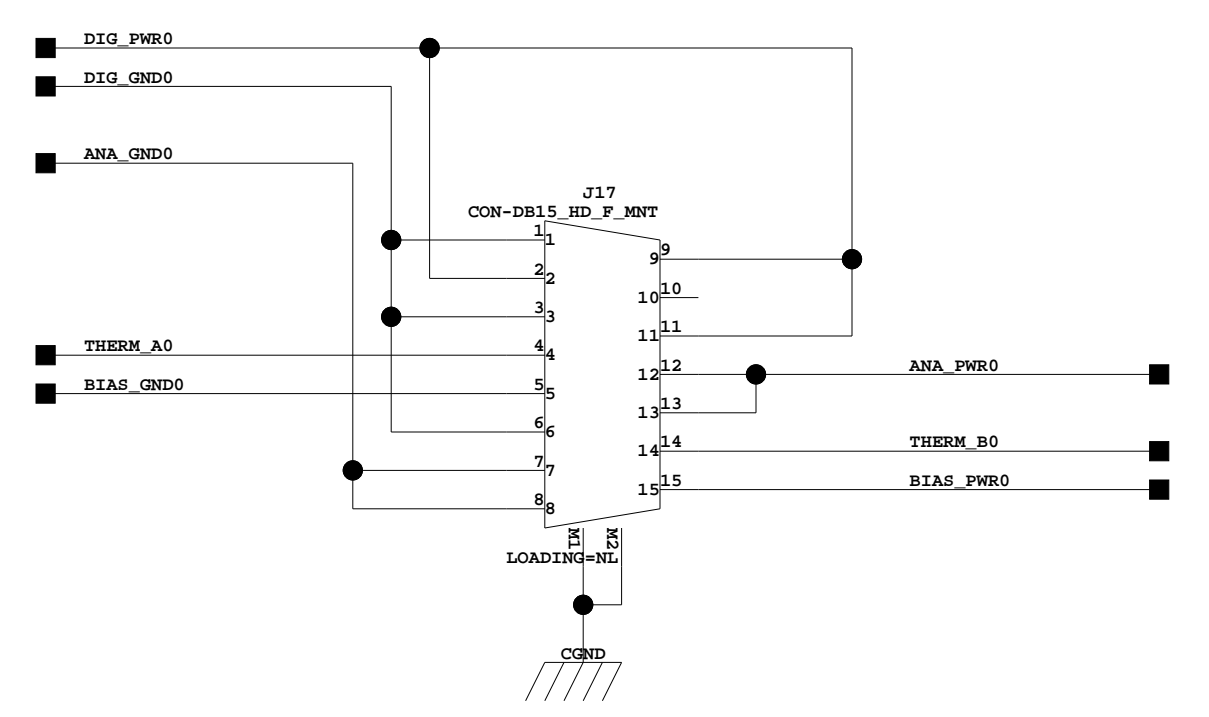 DIG_PWR0
DIG_GND0
ANA_GND0
J17
CON-DB15_HD_F_MNT
1 1
9 9
2 2
10 10
3 3
11 11
THERM_A0 4 4
12 12 ANA_PWR0
BIAS_GND0 5 5
13 13
6 6
14 14 THERM_B0
7 7
15 15 BIAS_PWR0
8 8
M1 M2
LOADING=NL
CGND